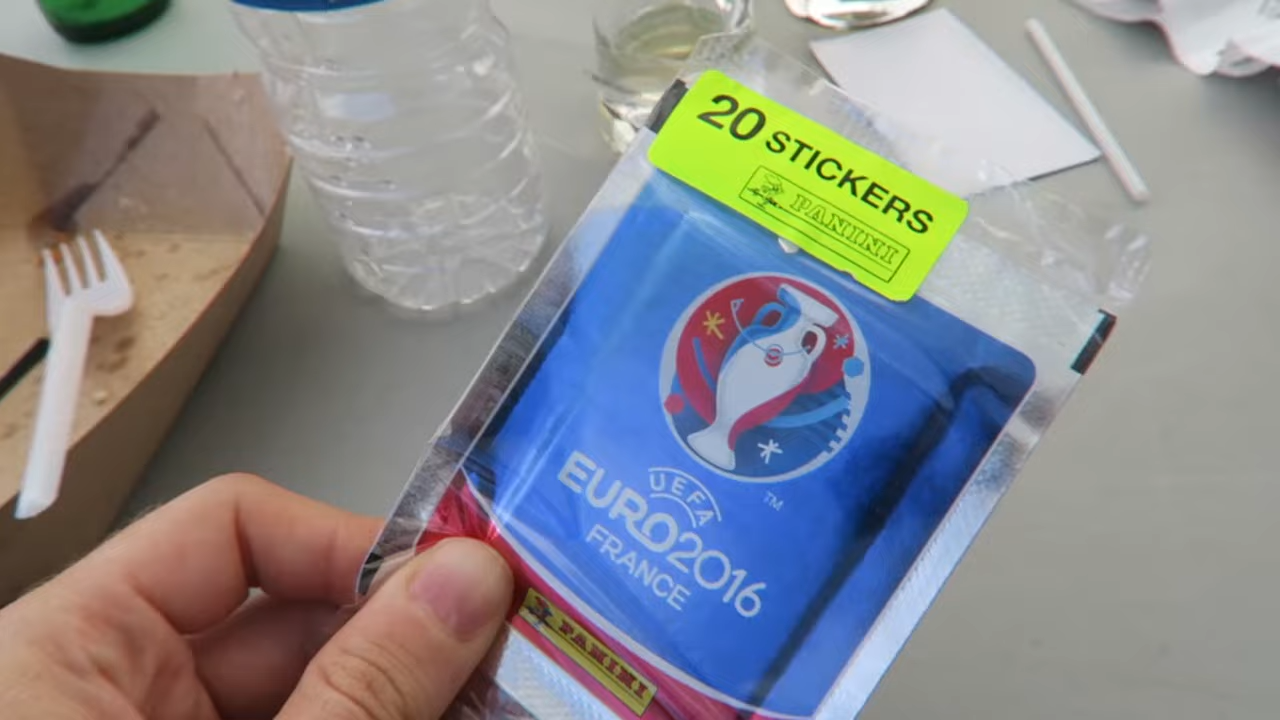 20 STICKERS
PANINI
UEFA
EURO2016
TM
FRANCE
PANINI